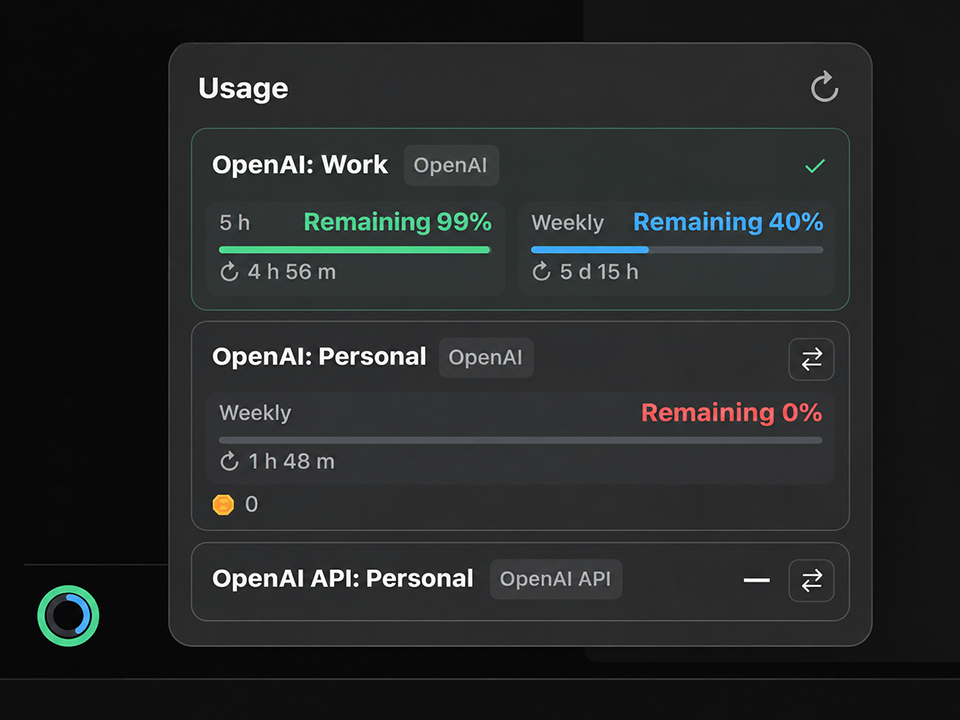 Usage
OpenAI: Work OpenAI
5 h Remaining 99%
4 h 56 m
Weekly Remaining 40%
5 d 15 h
OpenAI: Personal OpenAI
Weekly Remaining 0%
1 h 48 m
0
OpenAI API: Personal OpenAI API —